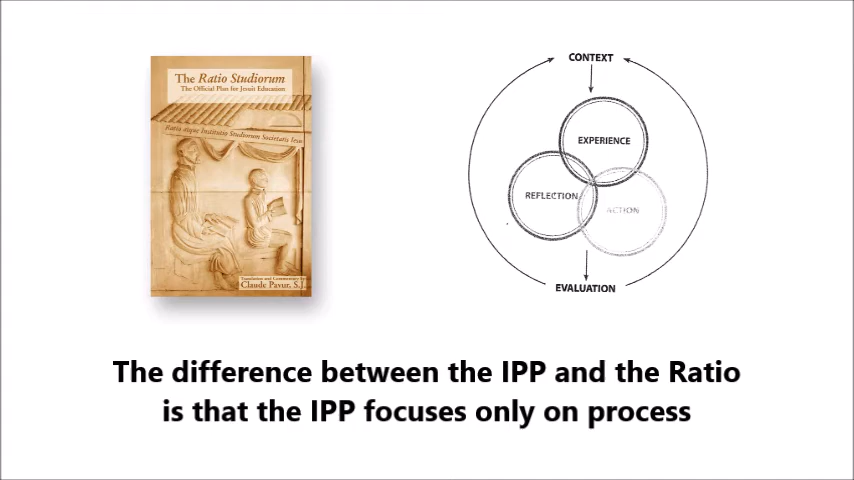 The Ratio Studiorum
The Official Plan for Jesuit Education
Ratio atque Institutio Studiorum Societatis Iesu
Translation and Commentary by
Claude Pavur, S.J.
CONTEXT
EXPERIENCE
REFLECTION
ACTION
EVALUATION
The difference between the IPP and the Ratio
is that the IPP focuses only on process